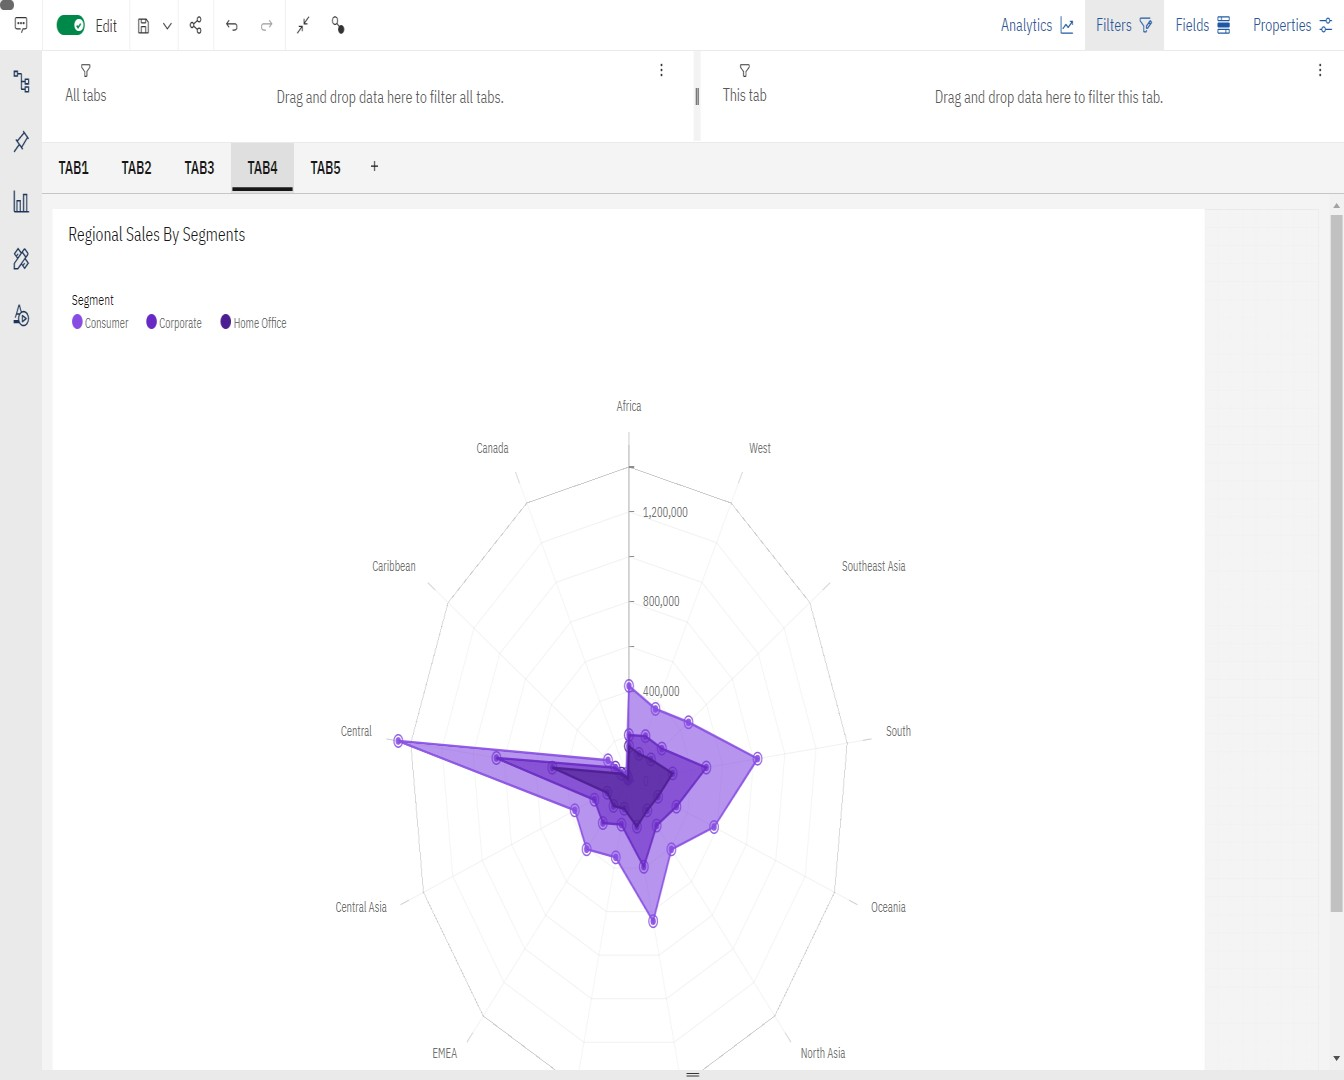 Edit
Analytics
Filters
Fields
Properties
All tabs
Drag and drop data here to filter all tabs.
This tab
Drag and drop data here to filter this tab.
TAB1
TAB2
TAB3
TAB4
TAB5
+
Regional Sales By Segments
Segment
Consumer
Corporate
Home Office
Africa
Canada
West
1,200,000
Caribbean
Southeast Asia
800,000
400,000
Central
South
Central Asia
Oceania
EMEA
North Asia